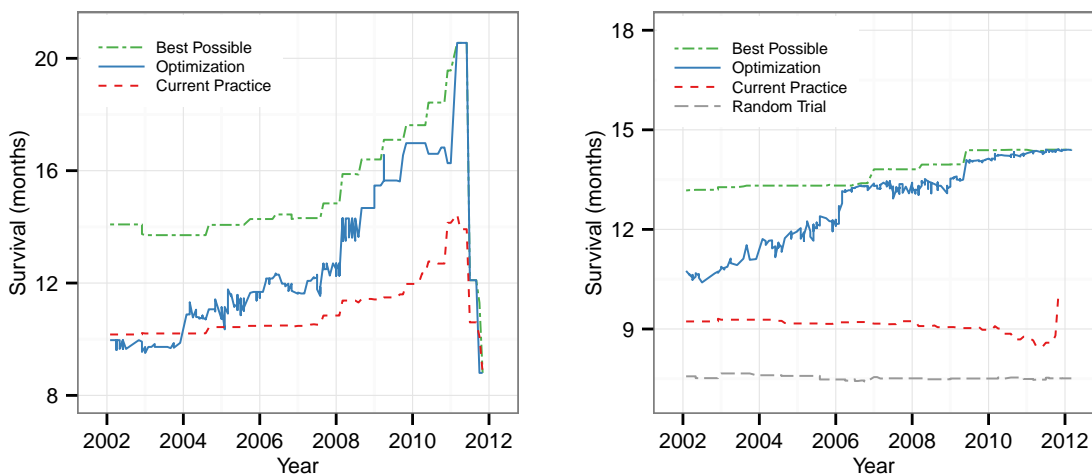 Survival (months)
20
16
12
8
Best Possible
Optimization
Current Practice
2002 2004 2006 2008 2010 2012
Year
Survival (months)
18
15
12
9
Best Possible
Optimization
Current Practice
Random Trial
2002 2004 2006 2008 2010 2012
Year